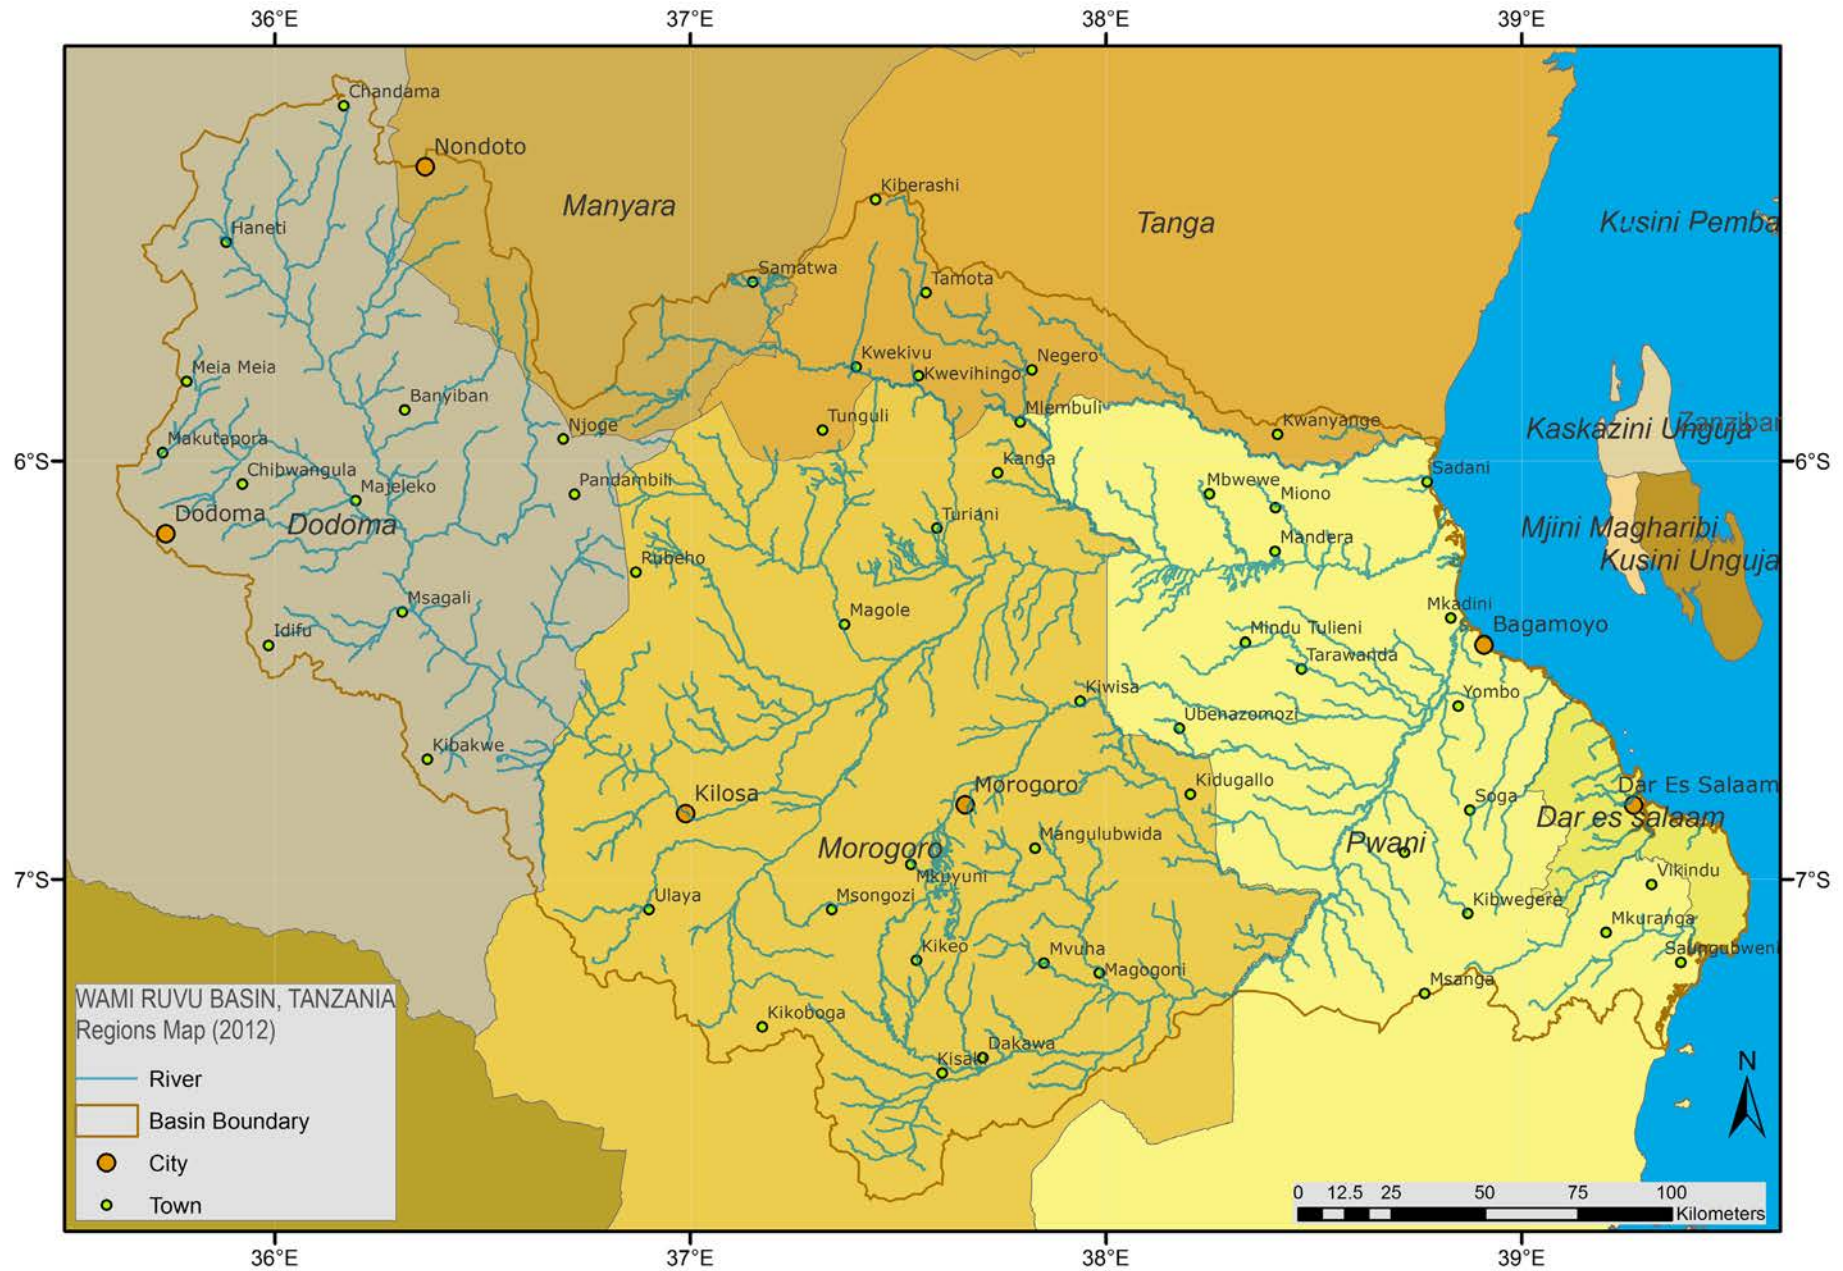 36°E 37°E 38°E 39°E
Chandama
Nondoto
Manyara
Kiberashi
Tanga
Kusini Pemba
Haneti
Samatwa
Tamota
Meia Meia
Kwekivu
Negero
Kwevihingo
Banyiban
Mlembuli
Tunguli
Kwanyange
Kaskazini Unguja
Zanzibar
Njoge
Makutapora
6°S
Chibwangula
Majeleko
Pandambili
Kanga
Mbwewe
Miono
Sadani
6°S
Dodoma
Dodoma
Turiani
Mandera
Mjini Magharibi
Kusini Unguja
Rubeho
Msagali
Magole
Mkadini
Bagamoyo
Idifu
Mindu Tulieni
Tarawanda
Kiwisa
Yombo
Ubenazomozi
Kibakwe
Kilosa
Morogoro
Kidugallo
Dar Es Salaam
Soga
Dar es salaam
Mangulubwida
Morogoro
Pwani
Mkuyuni
Vikindu
7°S
7°S
Ulaya
Msongozi
Kibwegere
Mkuranga
Kikeo
Mvuha
Magogoni
Saungubweni
Msanga
Kikoboga
Dakawa
Kisaki
WAMI RUVU BASIN, TANZANIA
Regions Map (2012)
River
Basin Boundary
City
Town
N
0 12.5 25 50 75 100
Kilometers
36°E 37°E 38°E 39°E